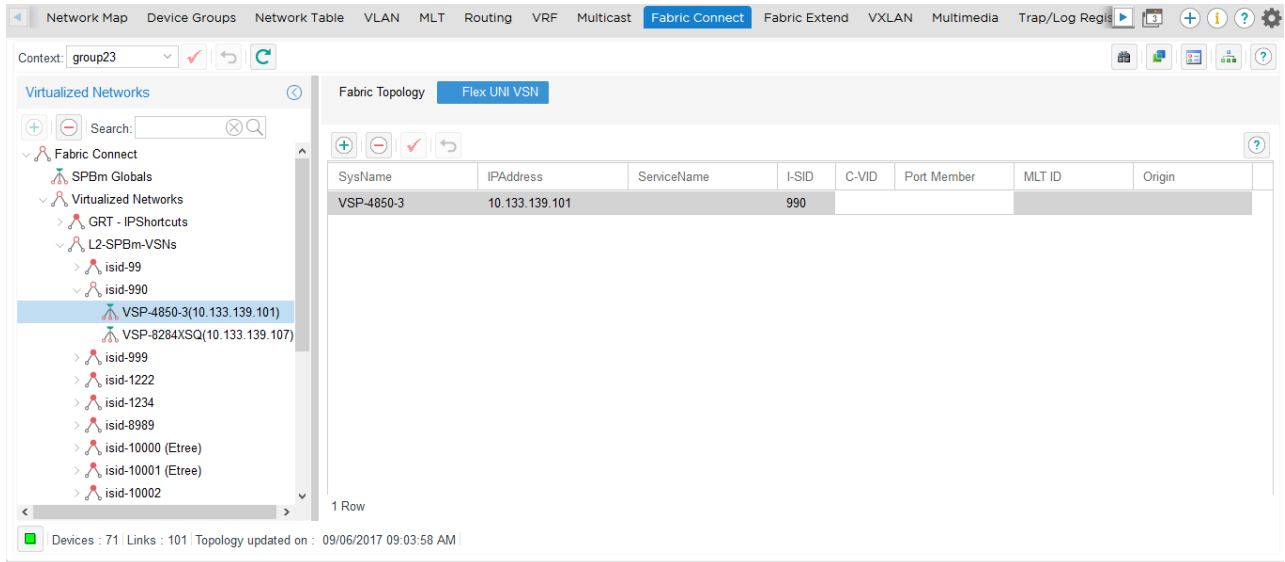 Network Map Device Groups Network Table VLAN MLT Routing VRF Multicast Fabric Connect Fabric Extend VXLAN Multimedia Trap/Log Regis 3 i ?
Context: group23 ?
Virtualized Networks
Fabric Topology Flex UNI VSN
Search:
?
Fabric Connect
SPBm Globals
Virtualized Networks
GRT - IPShortcuts
L2-SPBm-VSNs
isid-99
isid-990
VSP-4850-3(10.133.139.101)
VSP-8284XSQ(10.133.139.107)
isid-999
isid-1222
isid-1234
isid-8989
isid-10000 (Etree)
isid-10001 (Etree)
isid-10002
SysName IPAddress ServiceName I-SID C-VID Port Member MLT ID Origin
VSP-4850-3 10.133.139.101 990
1 Row
Devices : 71 Links : 101 Topology updated on : 09/06/2017 09:03:58 AM